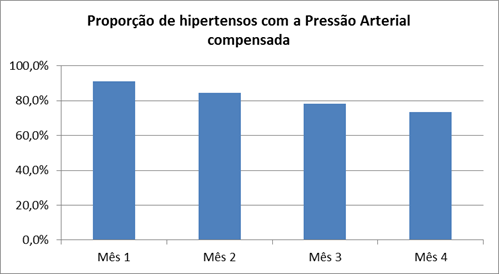 Proporção de hipertensos com a Pressão Arterial
compensada
100,0%
80,0%
60,0%
40,0%
20,0%
0,0%
Mês 1 Mês 2 Mês 3 Mês 4